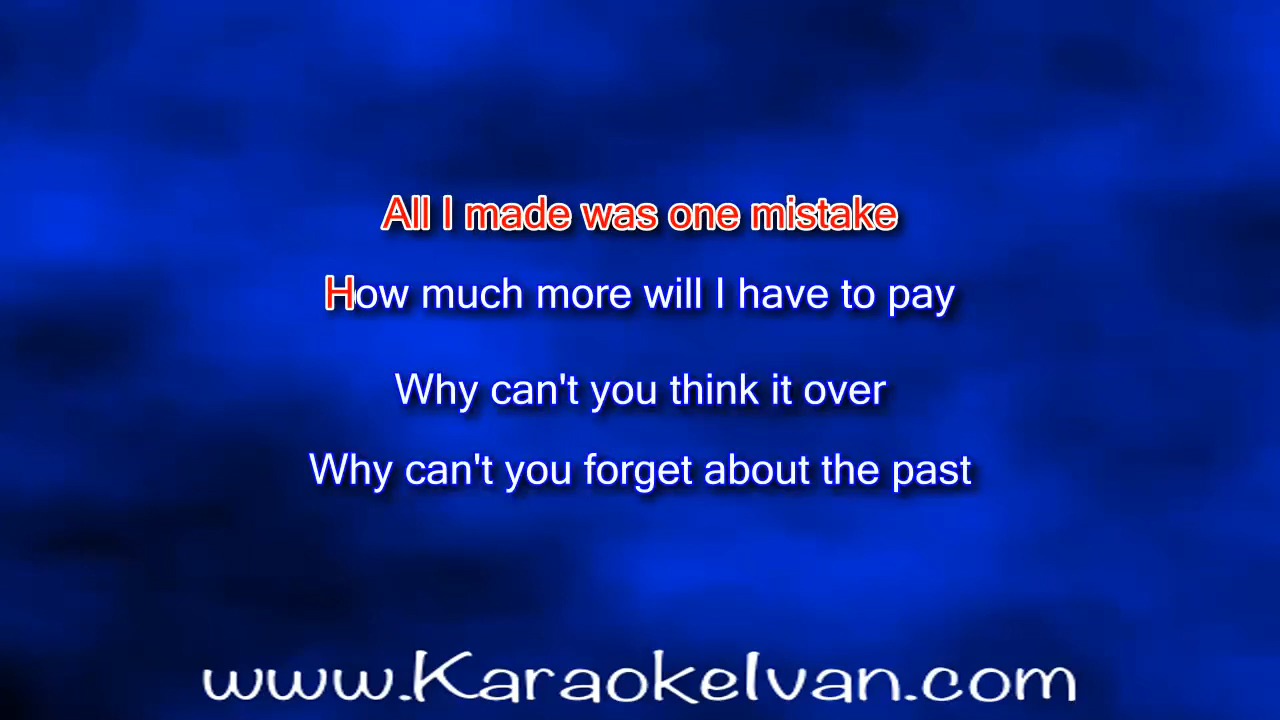 All I made was one mistake
How much more will I have to pay
Why can't you think it over
Why can't you forget about the past
www.KaraokeIvan.com